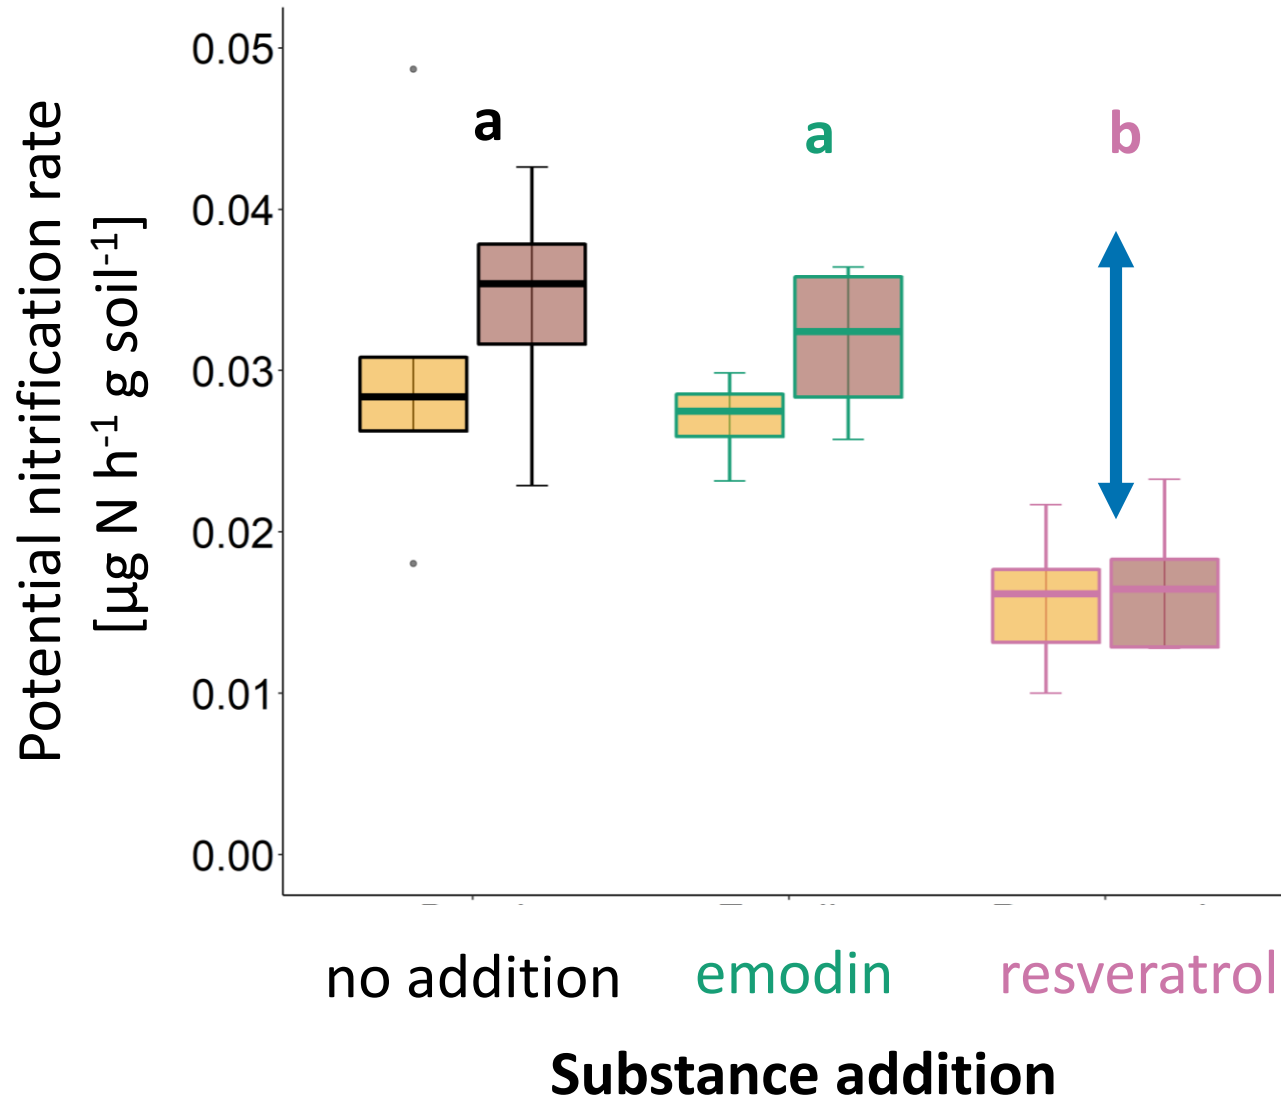 Potential nitrification rate
[µg N h-1 g soil-1]
0.05
0.04
0.03
0.02
0.01
0.00
a
a
b
no addition
emodin
resveratrol
Substance addition